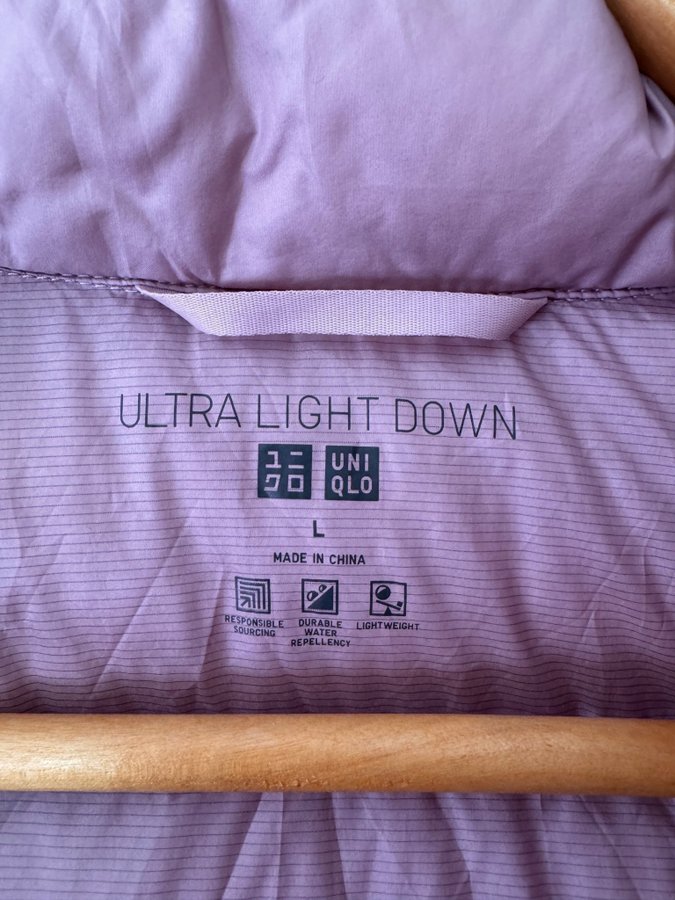 ULTRA LIGHT DOWN
ユニ UNI
クロ QLO
L
MADE IN CHINA
RESPONSIBLE DURABLE LIGHTWEIGHT
SOURCING WATER
REPELLENCY